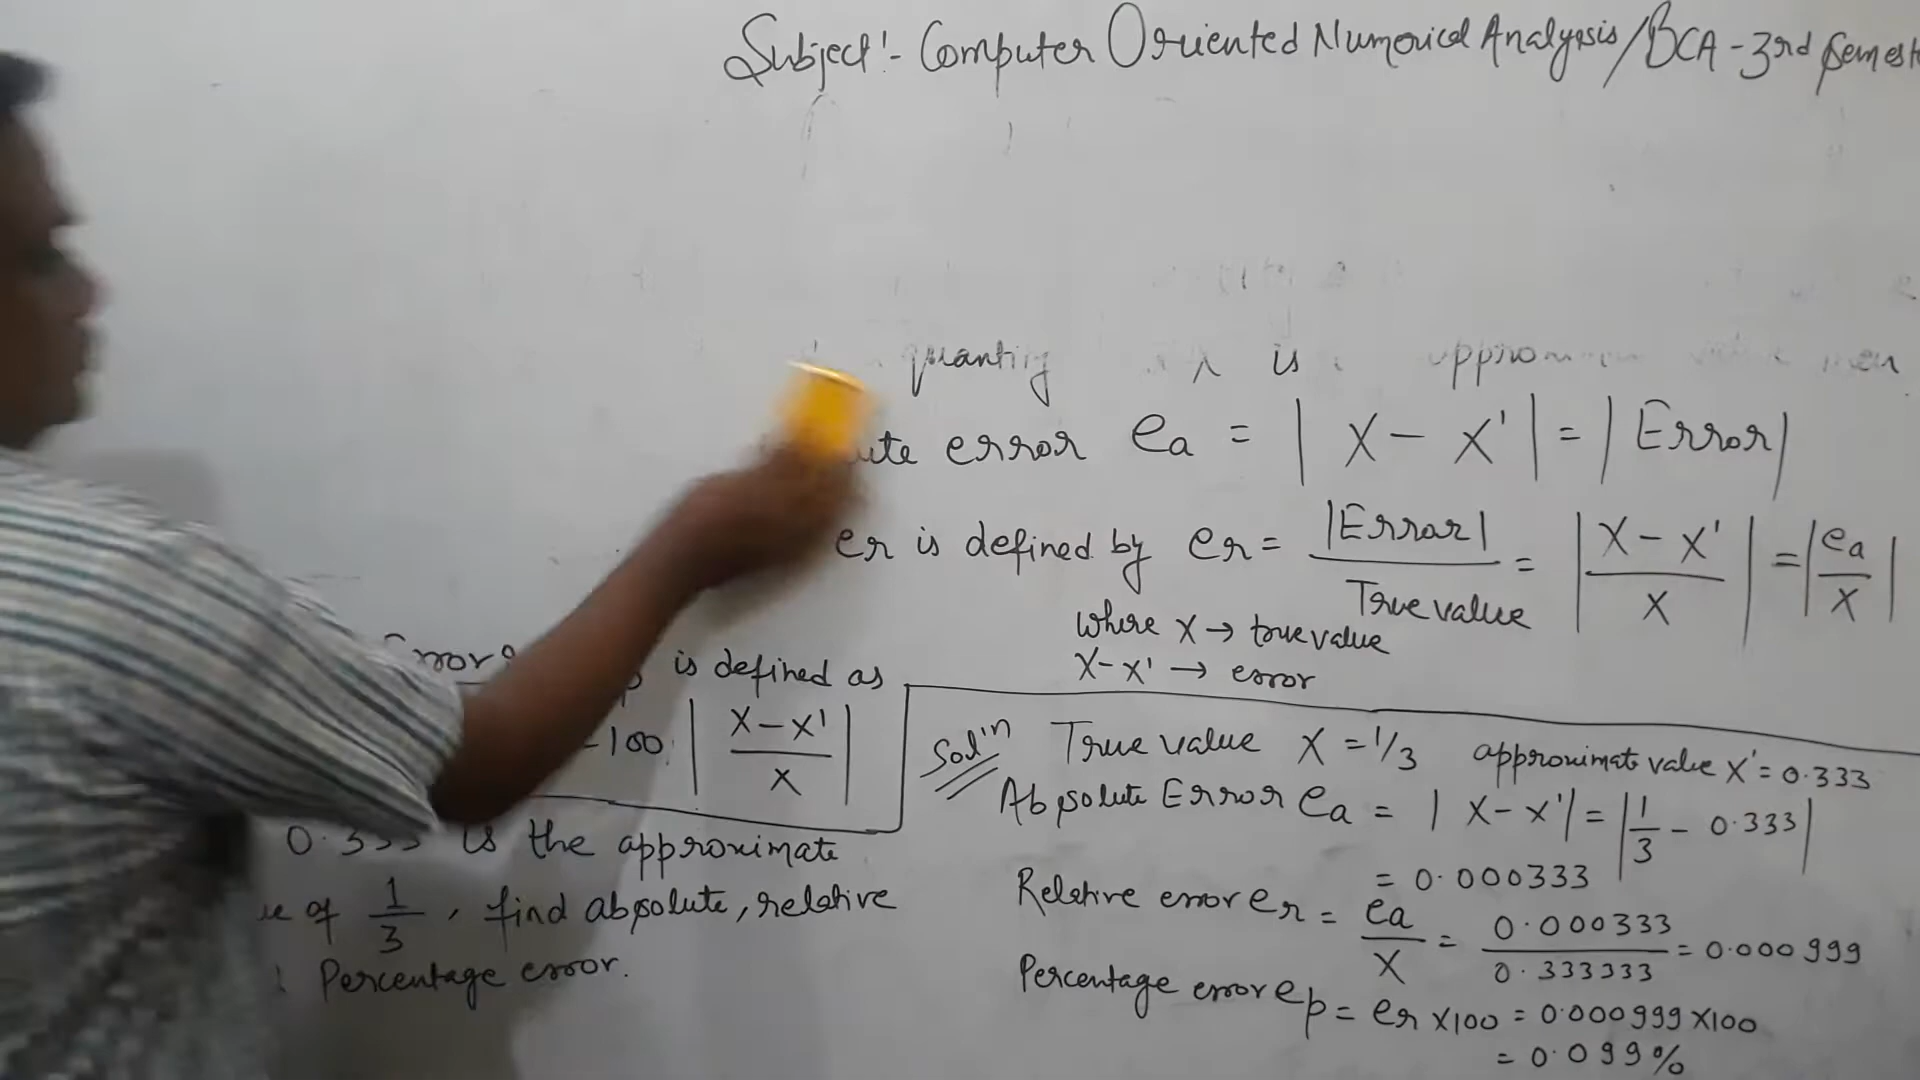 Subject:- Computer Oriented Numerical Analysis/BCA-3rd Semest
quantity x is
error ea = | X - X' | = |Error|
er is defined by er = |Error| / True value = | X - X' / X | = | ea / X |
where X → true value
X - X' → error
is defined as
100 | X - X' / X |
0.333 is the approximate
of 1/3, find absolute, relative
Percentage error.
Sol'n True value X = 1/3 approximate value X' = 0.333
Absolute Error ea = | X - X' | = | 1/3 - 0.333 |
= 0.000333
Relative error er = ea / X = 0.000333 / 0.333333 = 0.000999
Percentage error ep = er X100 = 0.000999 X100
= 0.099%